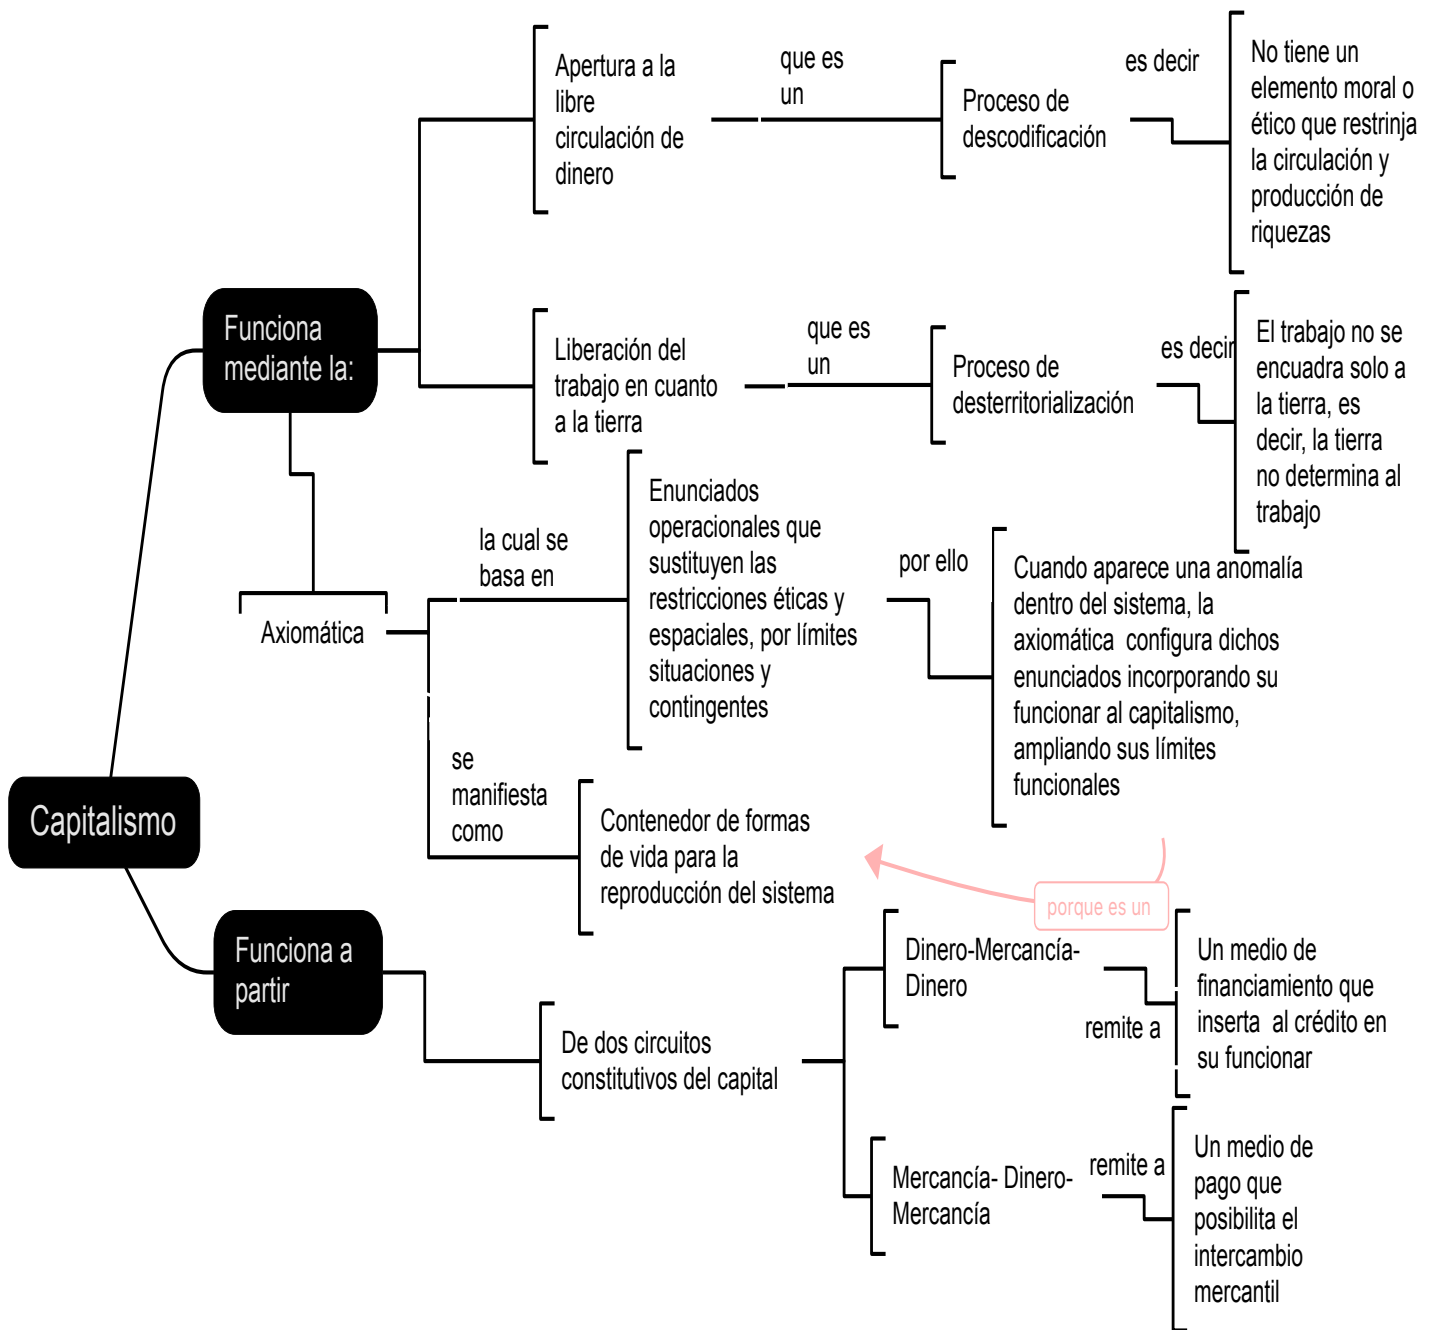 Apertura a la
libre
circulación de
dinero
que es
un
Proceso de
descodificación
es decir
No tiene un
elemento moral o
ético que restrinja
la circulación y
producción de
riquezas
Funciona
mediante la:
Liberación del
trabajo en cuanto
a la tierra
que es
un
Proceso de
desterritorialización
es decir
El trabajo no se
encuadra solo a
la tierra, es
decir, la tierra
no determina al
trabajo
Axiomática
la cual se
basa en
Enunciados
operacionales que
sustituyen las
restricciones éticas y
espaciales, por límites
situaciones y
contingentes
por ello
Cuando aparece una anomalía
dentro del sistema, la
axiomática  configura dichos
enunciados incorporando su
funcionar al capitalismo,
ampliando sus límites
funcionales
se
manifiesta
como
Contenedor de formas
de vida para la
reproducción del sistema
porque es un
Capitalismo
Funciona a
partir
De dos circuitos
constitutivos del capital
Dinero-Mercancía-
Dinero
remite a
Un medio de
financiamiento que
inserta  al crédito en
su funcionar
Mercancía- Dinero-
Mercancía
remite a
Un medio de
pago que
posibilita el
intercambio
mercantil